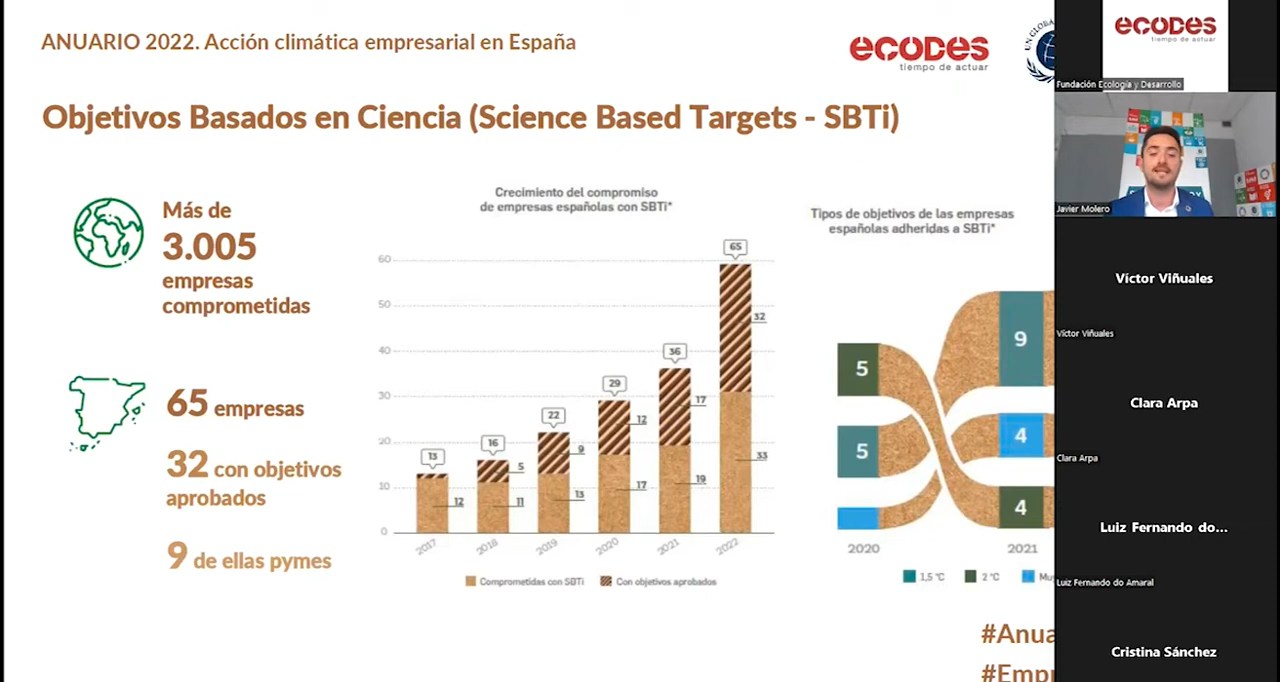 ANUARIO 2022. Acción climática empresarial en España
ecodes
tiempo de actuar
UN GLOBA
Objetivos Basados en Ciencia (Science Based Targets - SBTi)
Más de
3.005
empresas
comprometidas
65 empresas
32 con objetivos
aprobados
9 de ellas pymes
Crecimiento del compromiso
de empresas españolas con SBTi*
60
50
40
30
20
10
0
13
12
16
5
11
22
9
13
29
12
17
36
17
19
65
32
33
2017
2018
2019
2020
2021
2022
Comprometidas con SBTi
Con objetivos aprobados
Tipos de objetivos de las empresas
españolas adheridas a SBTi*
5
5
9
4
4
2020
2021
1,5 °C
2 °C
Mu
#Anua
#Emp
ecodes
tiempo de actuar
Fundación Ecología y Desarrollo
Javier Molero
Víctor Viñuales
Víctor Viñuales
Clara Arpa
Clara Arpa
Luiz Fernando do...
Luiz Fernando do Amaral
Cristina Sánchez